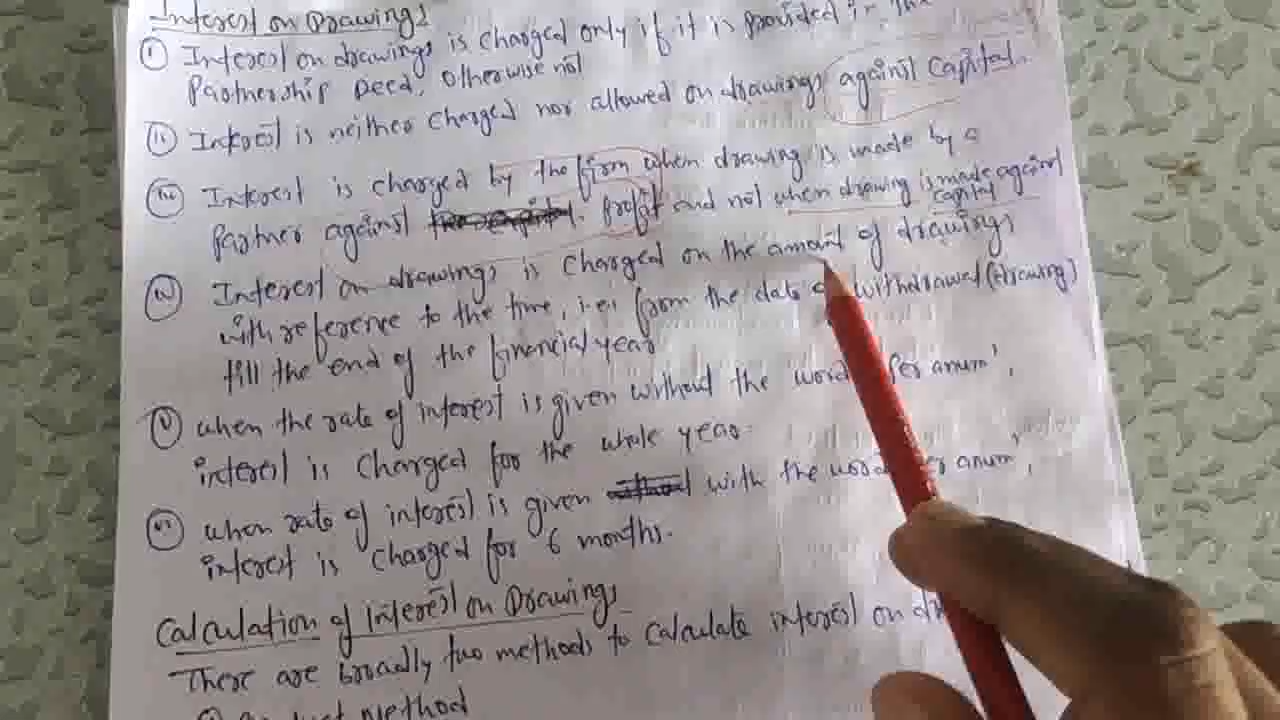 Interest on Drawings
(i) Interest on drawings is charged only if it is provided in the
Partnership Deed, otherwise not
(ii) Interest is neither charged nor allowed on drawings against Capital.
(iii) Interest is charged by the firm when drawing is made by a
Partner against Profit and not when drawing is made against
capital
(iv) Interest on drawings is charged on the amount of drawings
with reference to the time, i.e. from the date of withdrawal (drawing)
till the end of the financial year
(v) when the rate of interest is given without the word Per anum',
interest is charged for the whole year.
(vi) when rate of interest is given with the word anum',
interest is charged for 6 months.
Calculation of Interest on Drawings
There are broadly two methods to calculate interest on
method